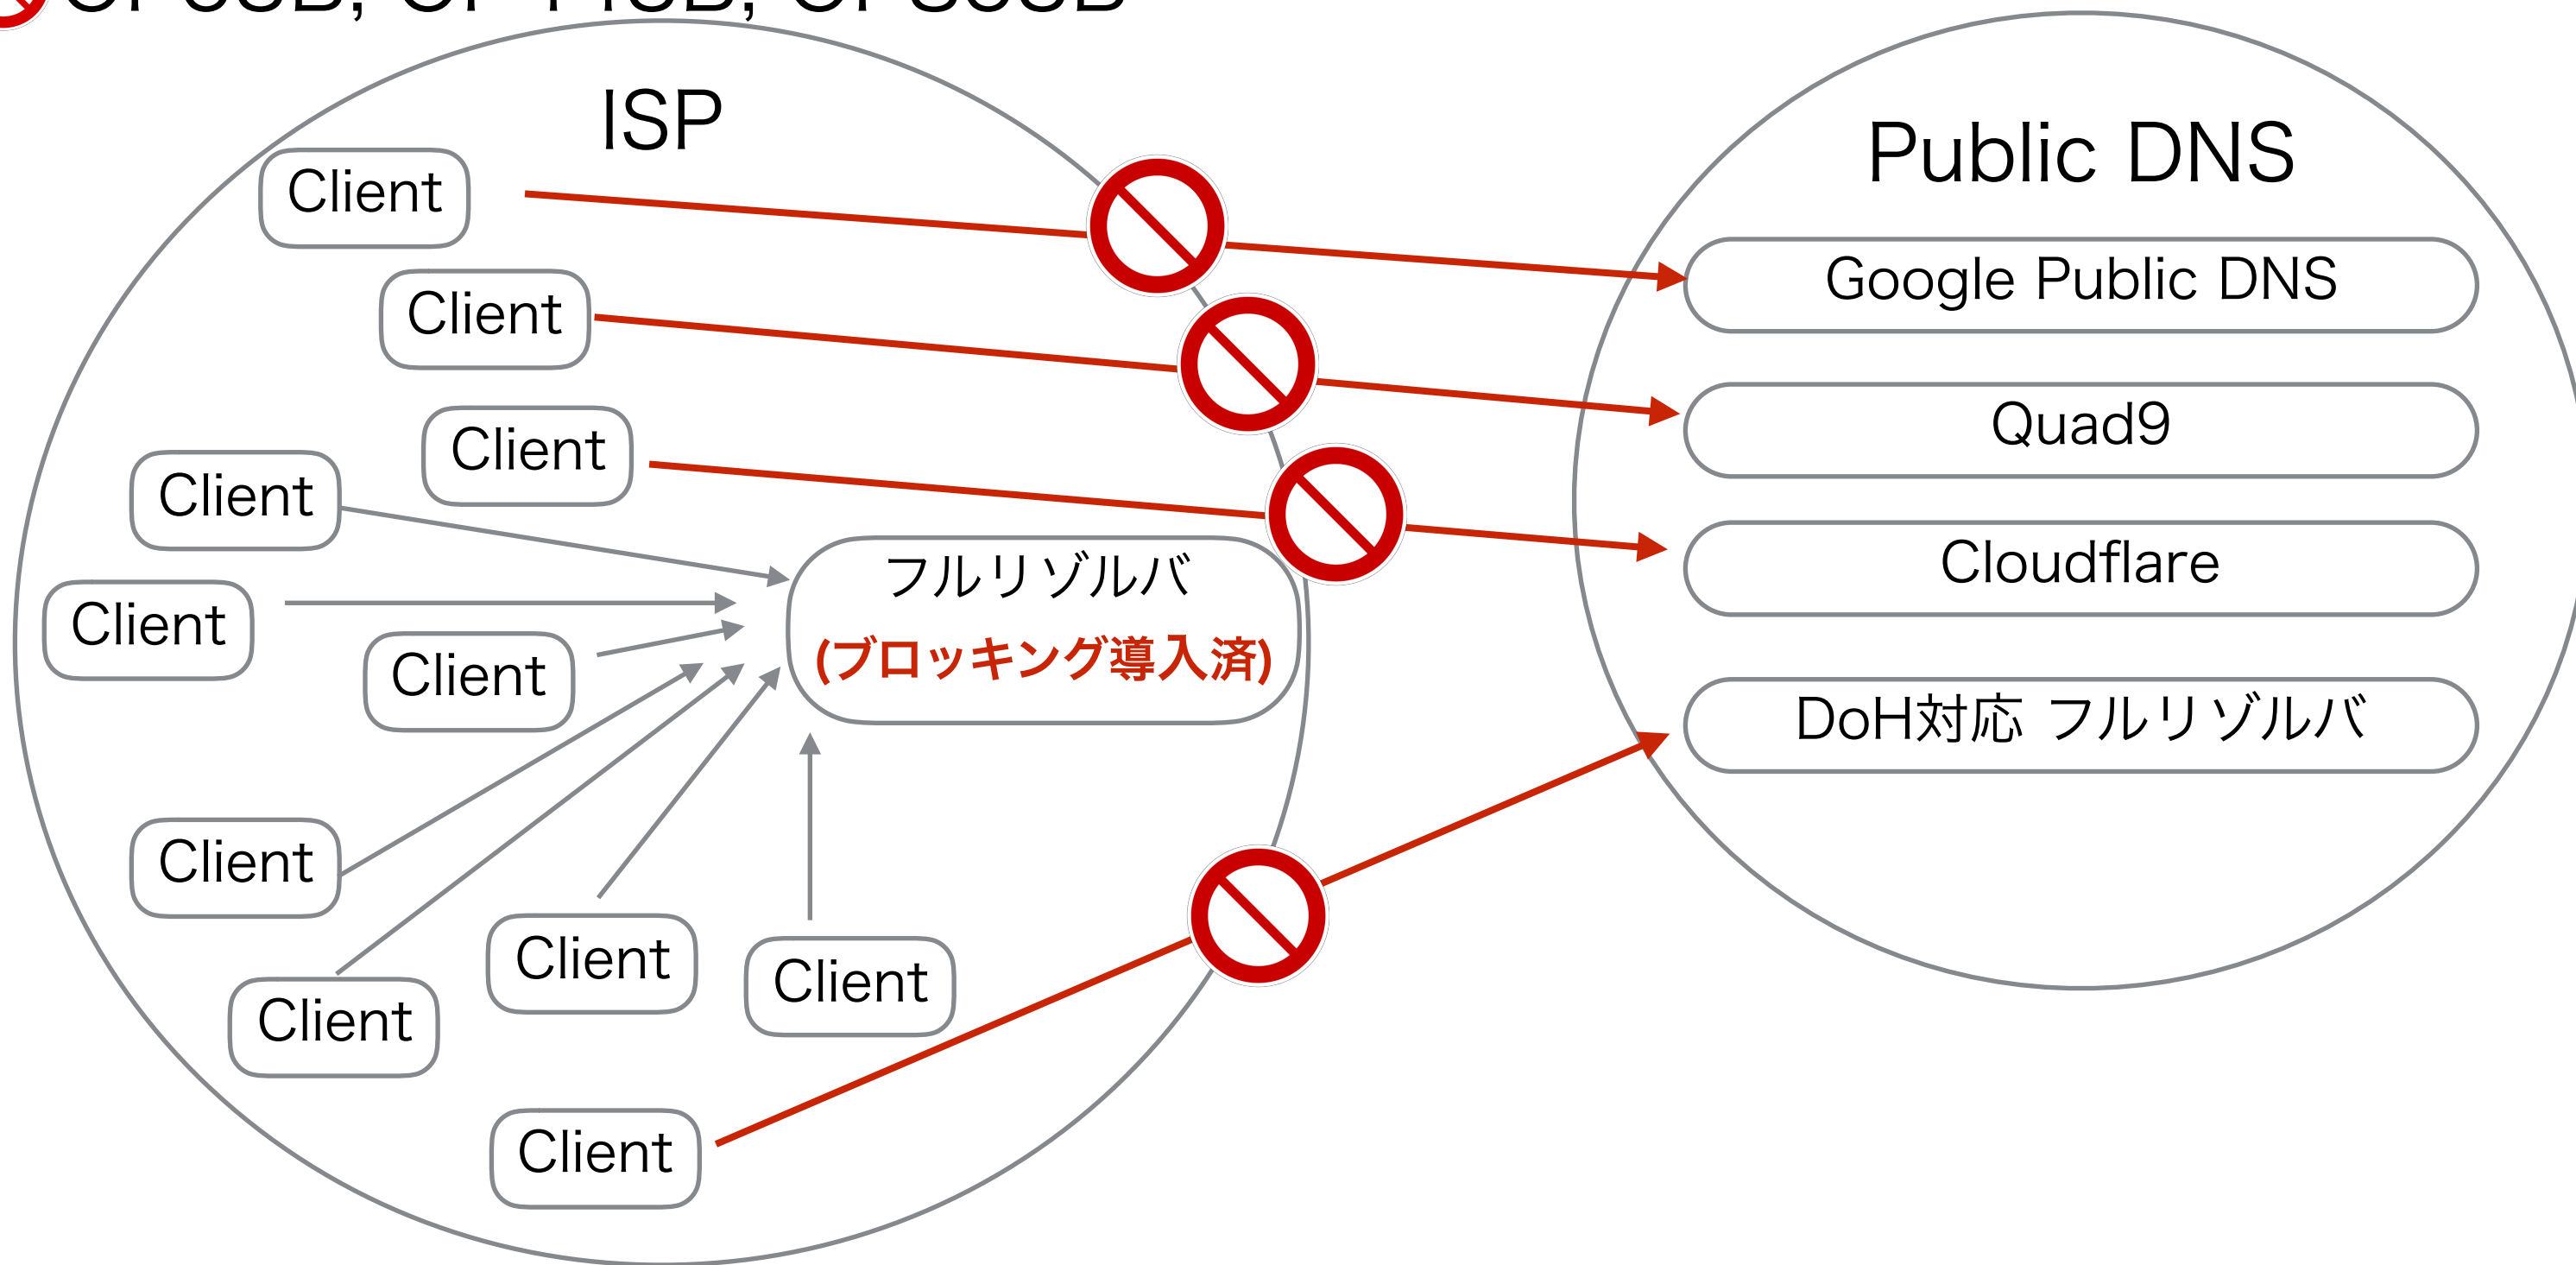 ISP
Client
Client
Client
Client
Client
Client
Client
Client
Client
Client
Client
フルリゾルバ
(ブロッキング導入済)
Public DNS
Google Public DNS
Quad9
Cloudflare
DoH対応 フルリゾルバ